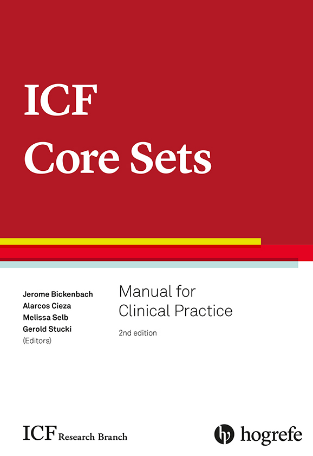 ICF
Core Sets
Jerome Bickenbach
Alarcos Cieza
Melissa Selb
Gerold Stucki
(Editors)
Manual for
Clinical Practice
2nd edition
ICF Research Branch
hp hogrefe